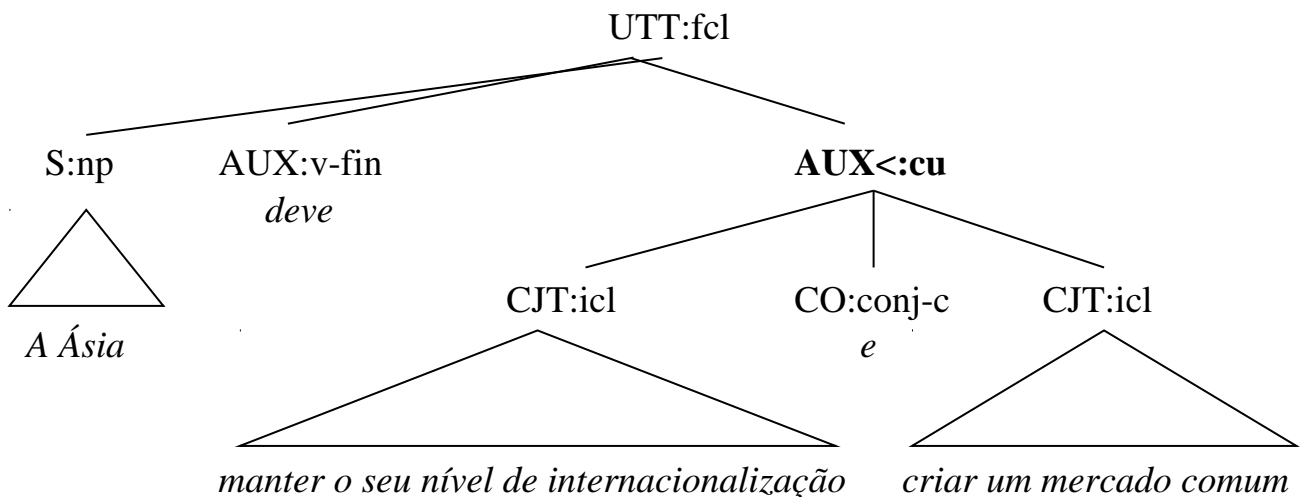 UTT:fcl
S:np AUX:v-fin AUX<:cu
deve
CJT:icl CO:conj-c CJT:icl
A Ásia e
manter o seu nível de internacionalização criar um mercado comum